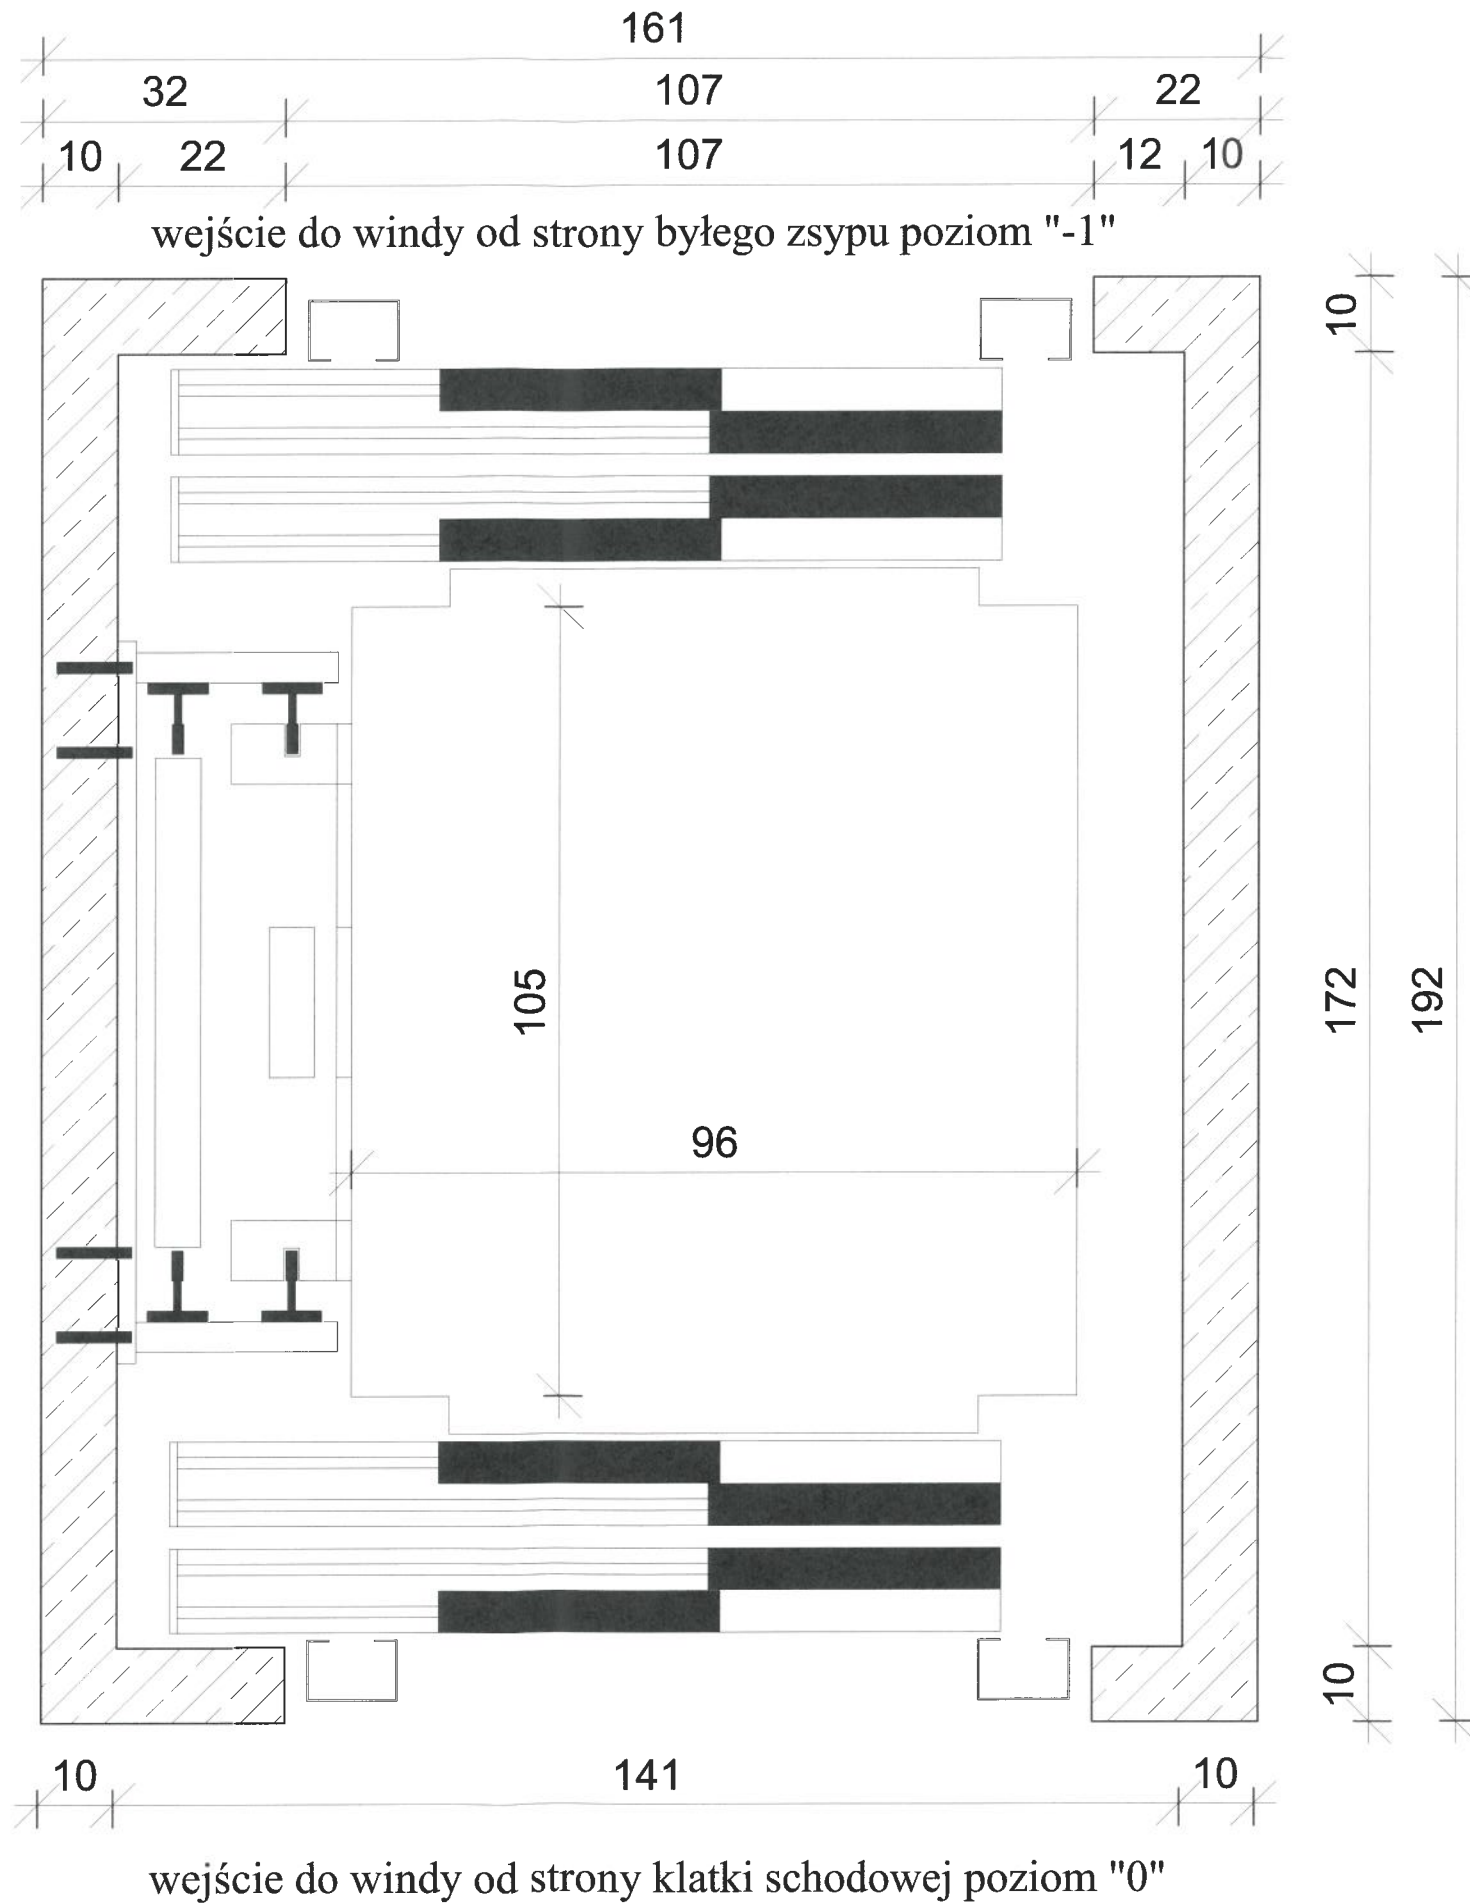 161
32 107 22
10 22 107 12 10
wejście do windy od strony byłego zsypu poziom "-1"
10
105
172
192
96
10
10 141 10
wejście do windy od strony klatki schodowej poziom "0"